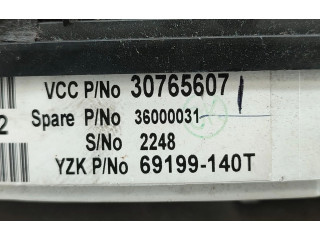 VCC P/No 30765607
Spare P/No 36000031
S/No 2248
YZK P/No 69199-140T